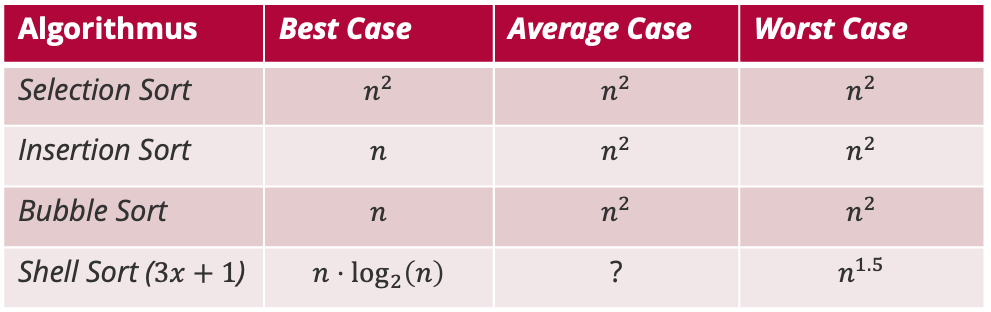 Algorithmus Best Case Average Case Worst Case
Selection Sort n² n² n²
Insertion Sort n n² n²
Bubble Sort n n² n²
Shell Sort (3x + 1) n · log₂(n) ? n¹·⁵